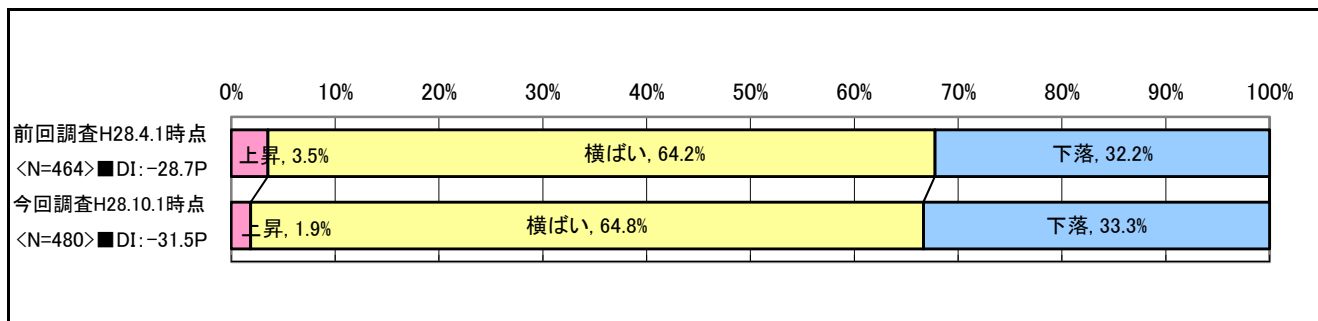 0% 10% 20% 30% 40% 50% 60% 70% 80% 90% 100%
前回調査H28.4.1時点
<N=464>■DI:-28.7P
上昇, 3.5% 横ばい, 64.2% 下落, 32.2%
今回調査H28.10.1時点
<N=480>■DI:-31.5P
上昇, 1.9% 横ばい, 64.8% 下落, 33.3%